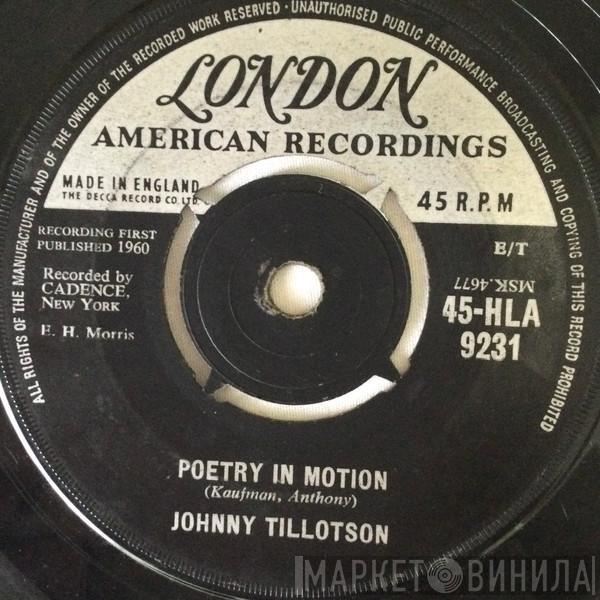 ALL RIGHTS OF THE MANUFACTURER AND OF THE OWNER OF THE RECORDED WORK RESERVED · UNAUTHORISED PUBLIC PERFORMANCE BROADCASTING AND COPYING OF THIS RECORD PROHIBITED
LONDON
AMERICAN RECORDINGS
MADE IN ENGLAND
THE DECCA RECORD CO. LTD.
45 R.P.M
RECORDING FIRST
PUBLISHED 1960
E/T
Recorded by
CADENCE,
New York
MSK.4677
45-HLA
9231
E. H. Morris
POETRY IN MOTION
(Kaufman, Anthony)
JOHNNY TILLOTSON
МАРКЕТ ВИНИЛА